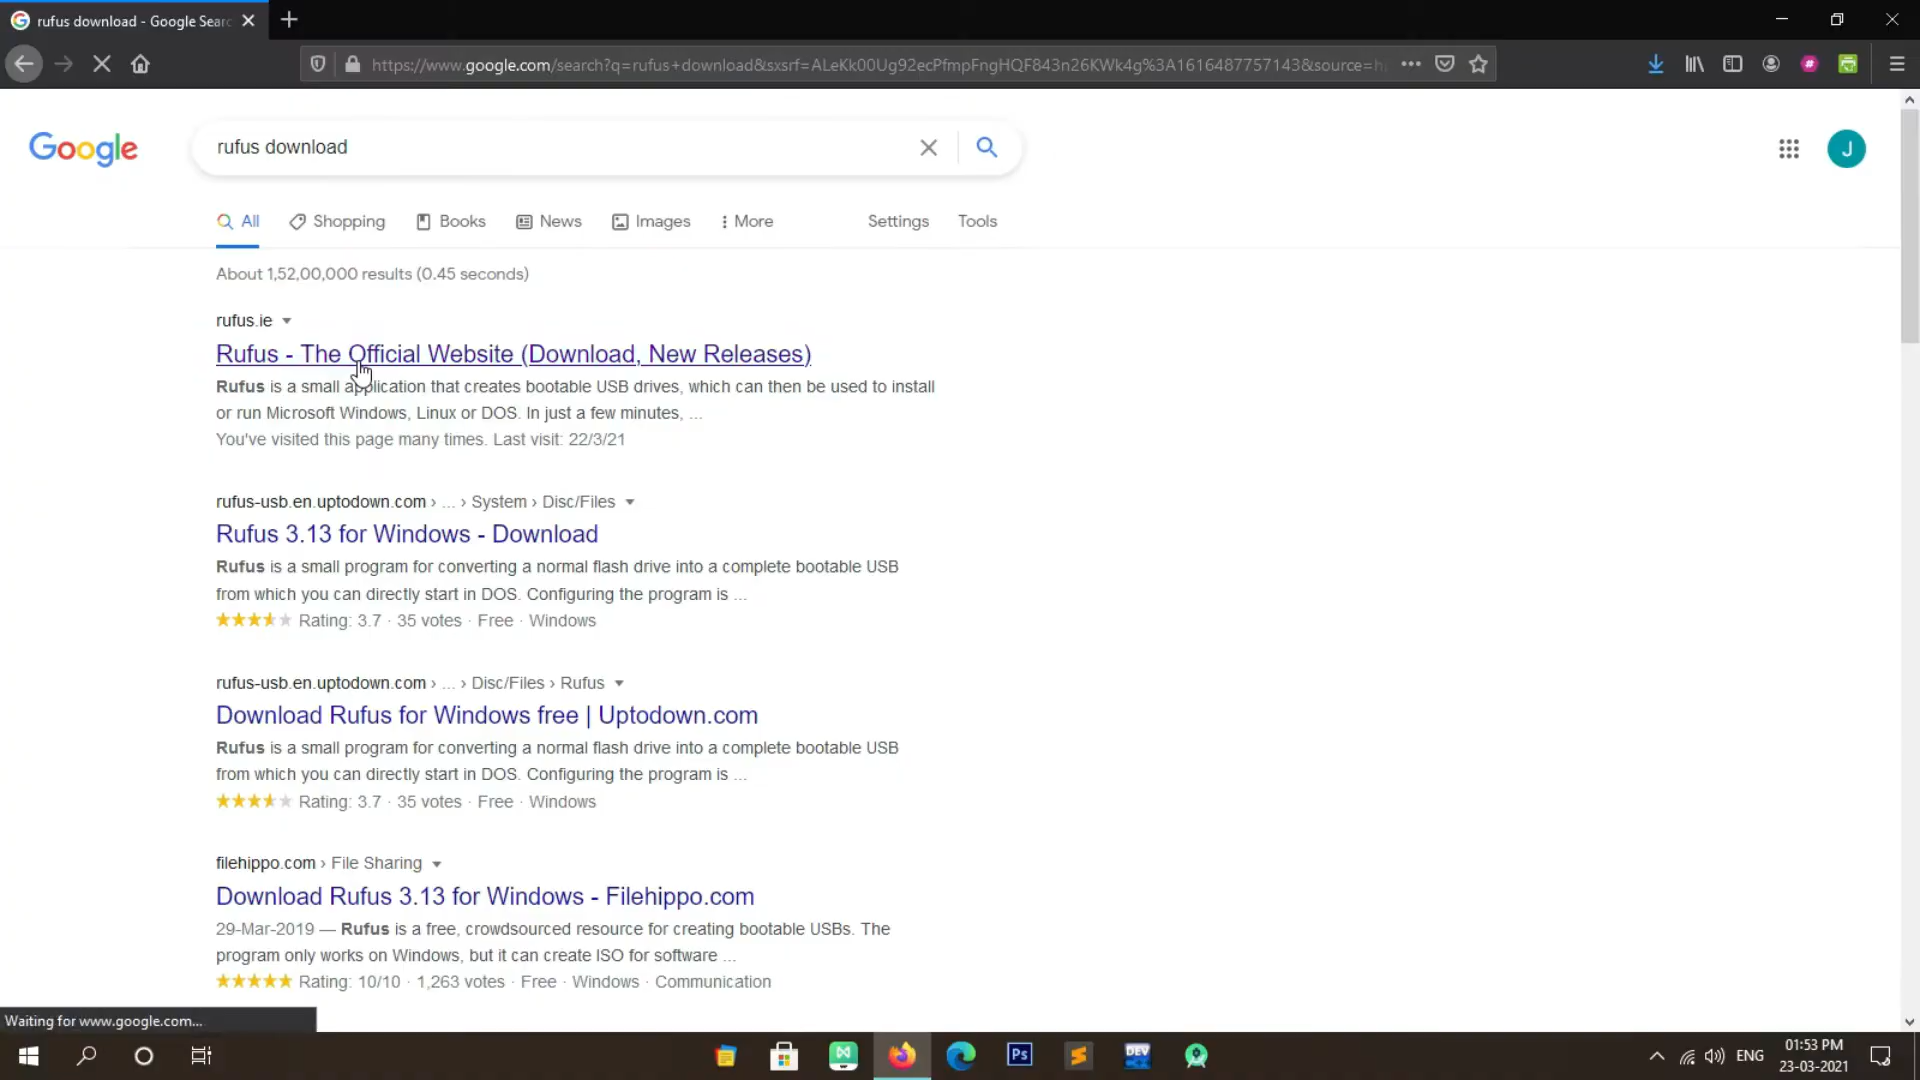 rufus download - Google Sear
https://www.google.com/search?q=rufus+download&sxsrf=ALeKk00Ug92ecPfmpFngHQF843n26KWk4g%3A1616487757143&source=h
Google
rufus download
J
All
Shopping
Books
News
Images
More
Settings
Tools
About 1,52,00,000 results (0.45 seconds)
rufus.ie
Rufus - The Official Website (Download, New Releases)
Rufus is a small application that creates bootable USB drives, which can then be used to install
or run Microsoft Windows, Linux or DOS. In just a few minutes, ...
You've visited this page many times. Last visit: 22/3/21
rufus-usb.en.uptodown.com › ... › System › Disc/Files
Rufus 3.13 for Windows - Download
Rufus is a small program for converting a normal flash drive into a complete bootable USB
from which you can directly start in DOS. Configuring the program is ...
Rating: 3.7 · 35 votes · Free · Windows
rufus-usb.en.uptodown.com › ... › Disc/Files › Rufus
Download Rufus for Windows free | Uptodown.com
Rufus is a small program for converting a normal flash drive into a complete bootable USB
from which you can directly start in DOS. Configuring the program is ...
Rating: 3.7 · 35 votes · Free · Windows
filehippo.com › File Sharing
Download Rufus 3.13 for Windows - Filehippo.com
29-Mar-2019 — Rufus is a free, crowdsourced resource for creating bootable USBs. The
program only works on Windows, but it can create ISO for software ...
Rating: 10/10 · 1,263 votes · Free · Windows · Communication
Waiting for www.google.com...
Ps
DEV
ENG
01:53 PM
23-03-2021